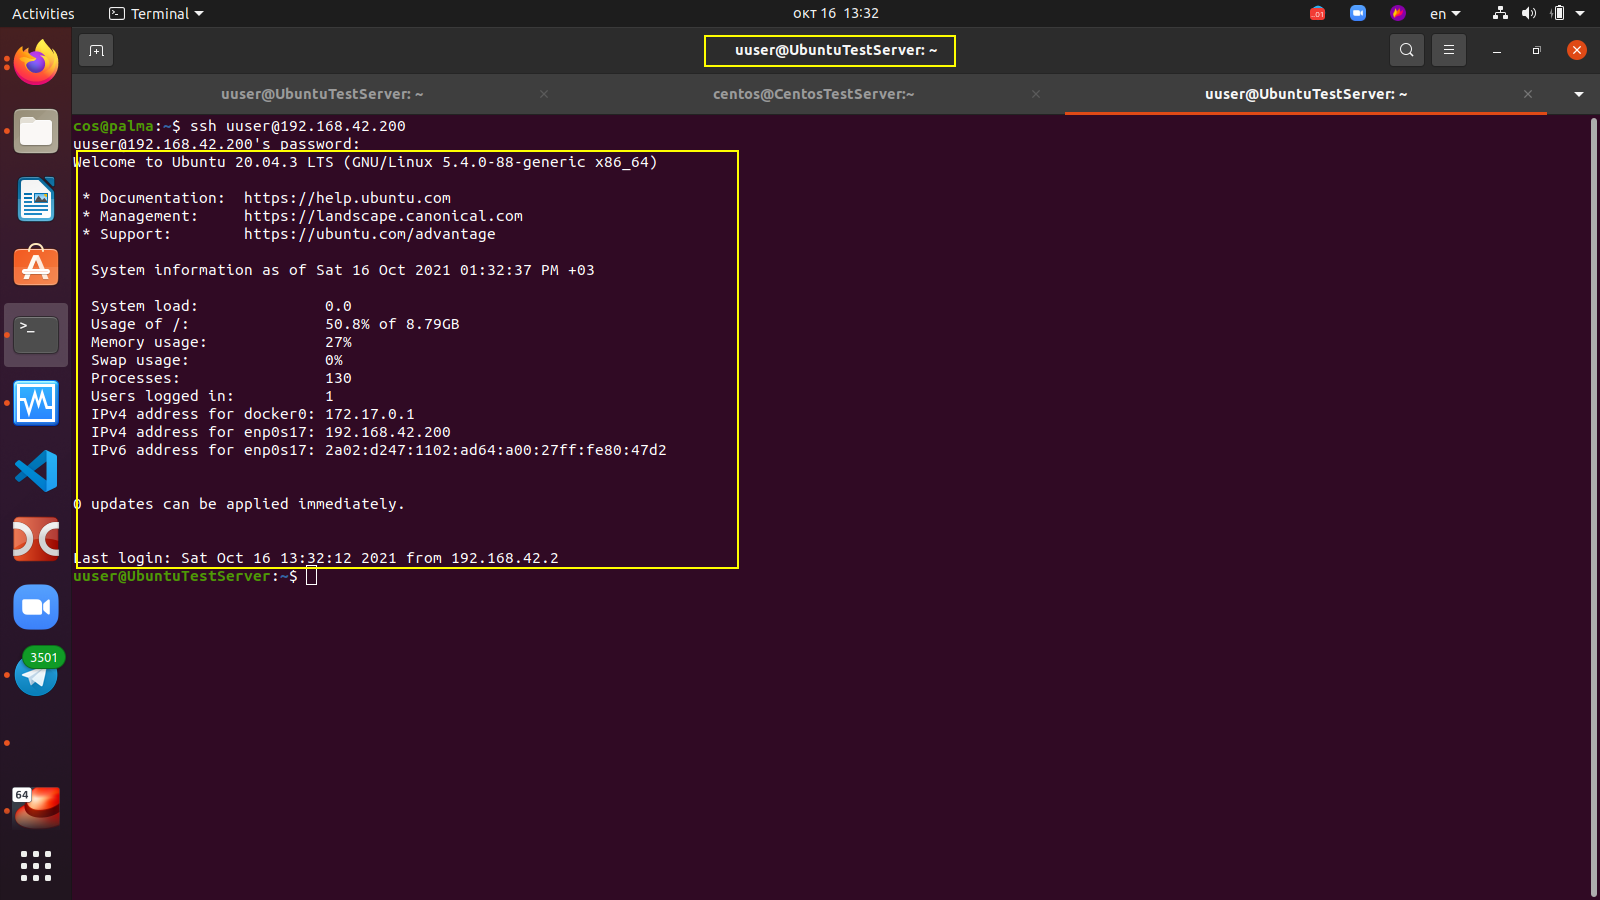 Activities Terminal окт 16 13:32 en
uuser@UbuntuTestServer: ~
uuser@UbuntuTestServer: ~ centos@CentosTestServer:~ uuser@UbuntuTestServer: ~
cos@palma:~$ ssh uuser@192.168.42.200
uuser@192.168.42.200's password:
Welcome to Ubuntu 20.04.3 LTS (GNU/Linux 5.4.0-88-generic x86_64)
* Documentation: https://help.ubuntu.com
* Management: https://landscape.canonical.com
* Support: https://ubuntu.com/advantage
System information as of Sat 16 Oct 2021 01:32:37 PM +03
System load: 0.0
Usage of /: 50.8% of 8.79GB
Memory usage: 27%
Swap usage: 0%
Processes: 130
Users logged in: 1
IPv4 address for docker0: 172.17.0.1
IPv4 address for enp0s17: 192.168.42.200
IPv6 address for enp0s17: 2a02:d247:1102:ad64:a00:27ff:fe80:47d2
0 updates can be applied immediately.
Last login: Sat Oct 16 13:32:12 2021 from 192.168.42.2
uuser@UbuntuTestServer:~$
3501
64